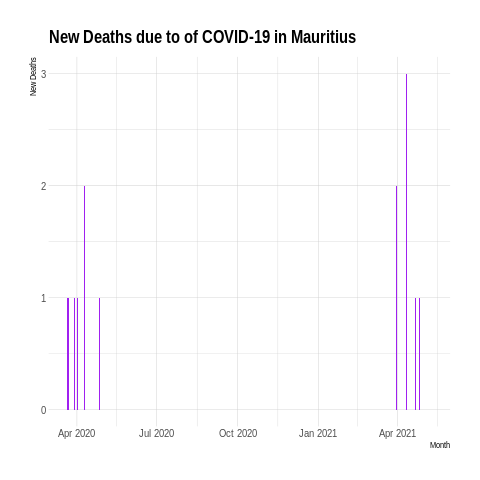 New Deaths due to of COVID-19 in Mauritius
New Deaths
3
2
1
0
Apr 2020 Jul 2020 Oct 2020 Jan 2021 Apr 2021
Month